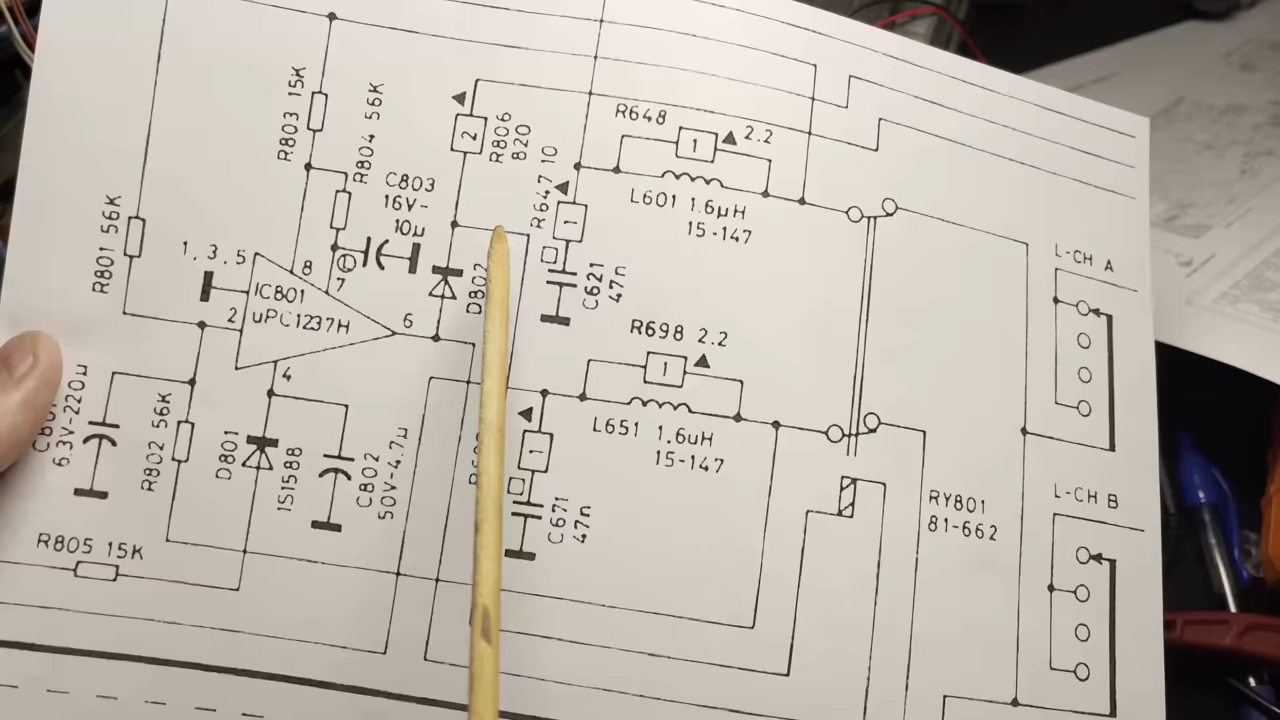 R803 15K
R804 56K
C803
16V-
10μ
R806
820
2
R648
1
2.2
L601 1.6μH
15-147
R647 10
1
C621
47n
R801 56K
1, 3, 5
8
7
2
IC801
uPC1237H
6
4
D802
6.3V-220μ
R802 56K
D801
IS1588
C802
50V-4.7μ
R805 15K
R698 2.2
1
L651 1.6uH
15-147
1
C671
47n
RY801
81-662
L-CH A
L-CH B